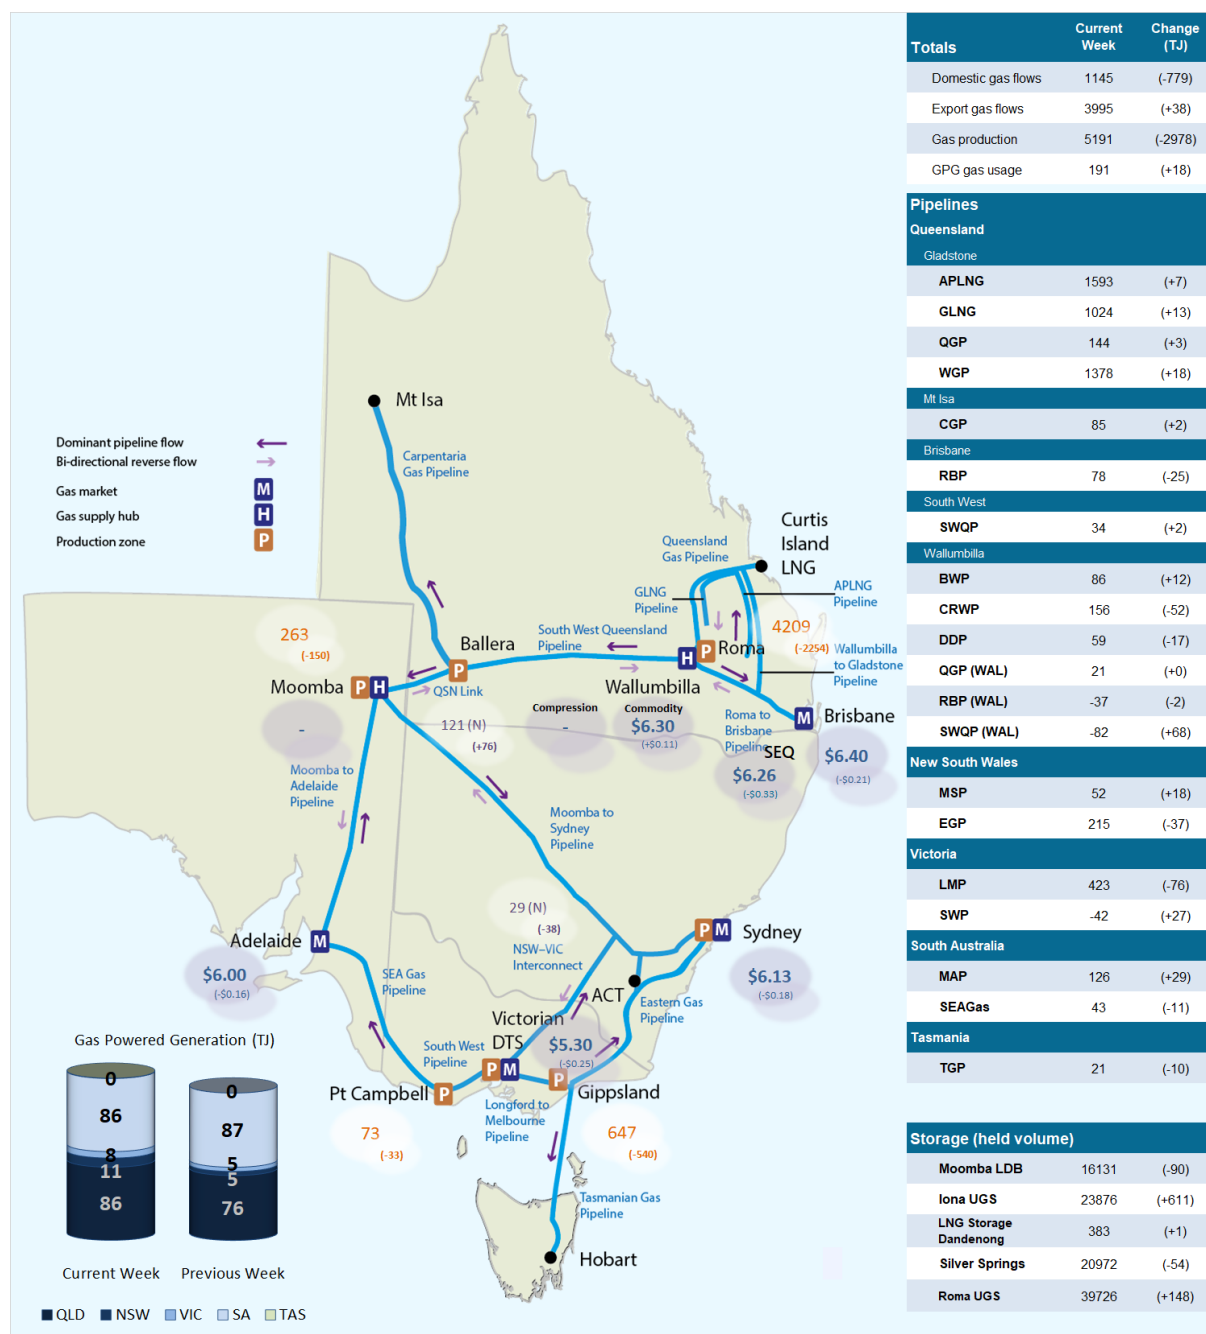 Mt Isa
Dominant pipeline flow
Bi-directional reverse flow
Gas market M
Gas supply hub H
Production zone P
Carpentaria
Gas Pipeline
Curtis
Island
LNG
Queensland
Gas Pipeline
GLNG
Pipeline
APLNG
Pipeline
263
(-150)
Ballera
South West Queensland
Pipeline
H P Roma
4209
(-2254)
Wallumbilla
to Gladstone
Pipeline
P
QSN Link
Moomba P H
Wallumbilla
Compression
-
Commodity
$6.30
(+$0.11)
121 (N)
(+76)
-
Roma to
Brisbane
Pipeline
M Brisbane
SEQ
$6.26
(-$0.33)
$6.40
(-$0.21)
Moomba to
Adelaide
Pipeline
Moomba to
Sydney
Pipeline
29 (N)
(-38)
NSW–VIC
Interconnect
P M Sydney
$6.13
(-$0.18)
Adelaide M
$6.00
(-$0.16)
SEA Gas
Pipeline
ACT
Eastern Gas
Pipeline
Victorian
DTS
$5.30
(-$0.25)
South West
Pipeline
P M
P
Gippsland
Pt Campbell P
73
(-33)
Longford to
Melbourne
Pipeline
647
(-540)
Tasmanian Gas
Pipeline
Hobart
Gas Powered Generation (TJ)
0
86
8
11
86
0
87
5
5
76
Current Week Previous Week
QLD NSW VIC SA TAS
Totals Current Week Change (TJ)
Domestic gas flows 1145 (-779)
Export gas flows 3995 (+38)
Gas production 5191 (-2978)
GPG gas usage 191 (+18)
Pipelines
Queensland
Gladstone
APLNG 1593 (+7)
GLNG 1024 (+13)
QGP 144 (+3)
WGP 1378 (+18)
Mt Isa
CGP 85 (+2)
Brisbane
RBP 78 (-25)
South West
SWQP 34 (+2)
Wallumbilla
BWP 86 (+12)
CRWP 156 (-52)
DDP 59 (-17)
QGP (WAL) 21 (+0)
RBP (WAL) -37 (-2)
SWQP (WAL) -82 (+68)
New South Wales
MSP 52 (+18)
EGP 215 (-37)
Victoria
LMP 423 (-76)
SWP -42 (+27)
South Australia
MAP 126 (+29)
SEAGas 43 (-11)
Tasmania
TGP 21 (-10)
Storage (held volume)
Moomba LDB 16131 (-90)
Iona UGS 23876 (+611)
LNG Storage
Dandenong 383 (+1)
Silver Springs 20972 (-54)
Roma UGS 39726 (+148)